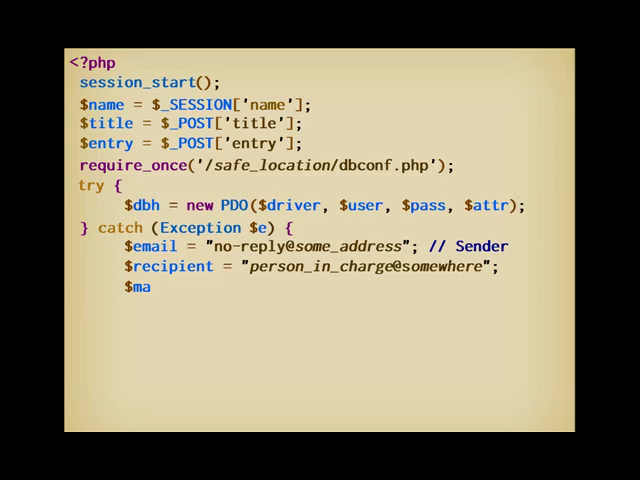 <?php
session_start();
$name = $_SESSION['name'];
$title = $_POST['title'];
$entry = $_POST['entry'];
require_once('/safe_location/dbconf.php');
try {
$dbh = new PDO($driver, $user, $pass, $attr);
} catch (Exception $e) {
$email = "no-reply@some_address"; // Sender
$recipient = "person_in_charge@somewhere";
$ma